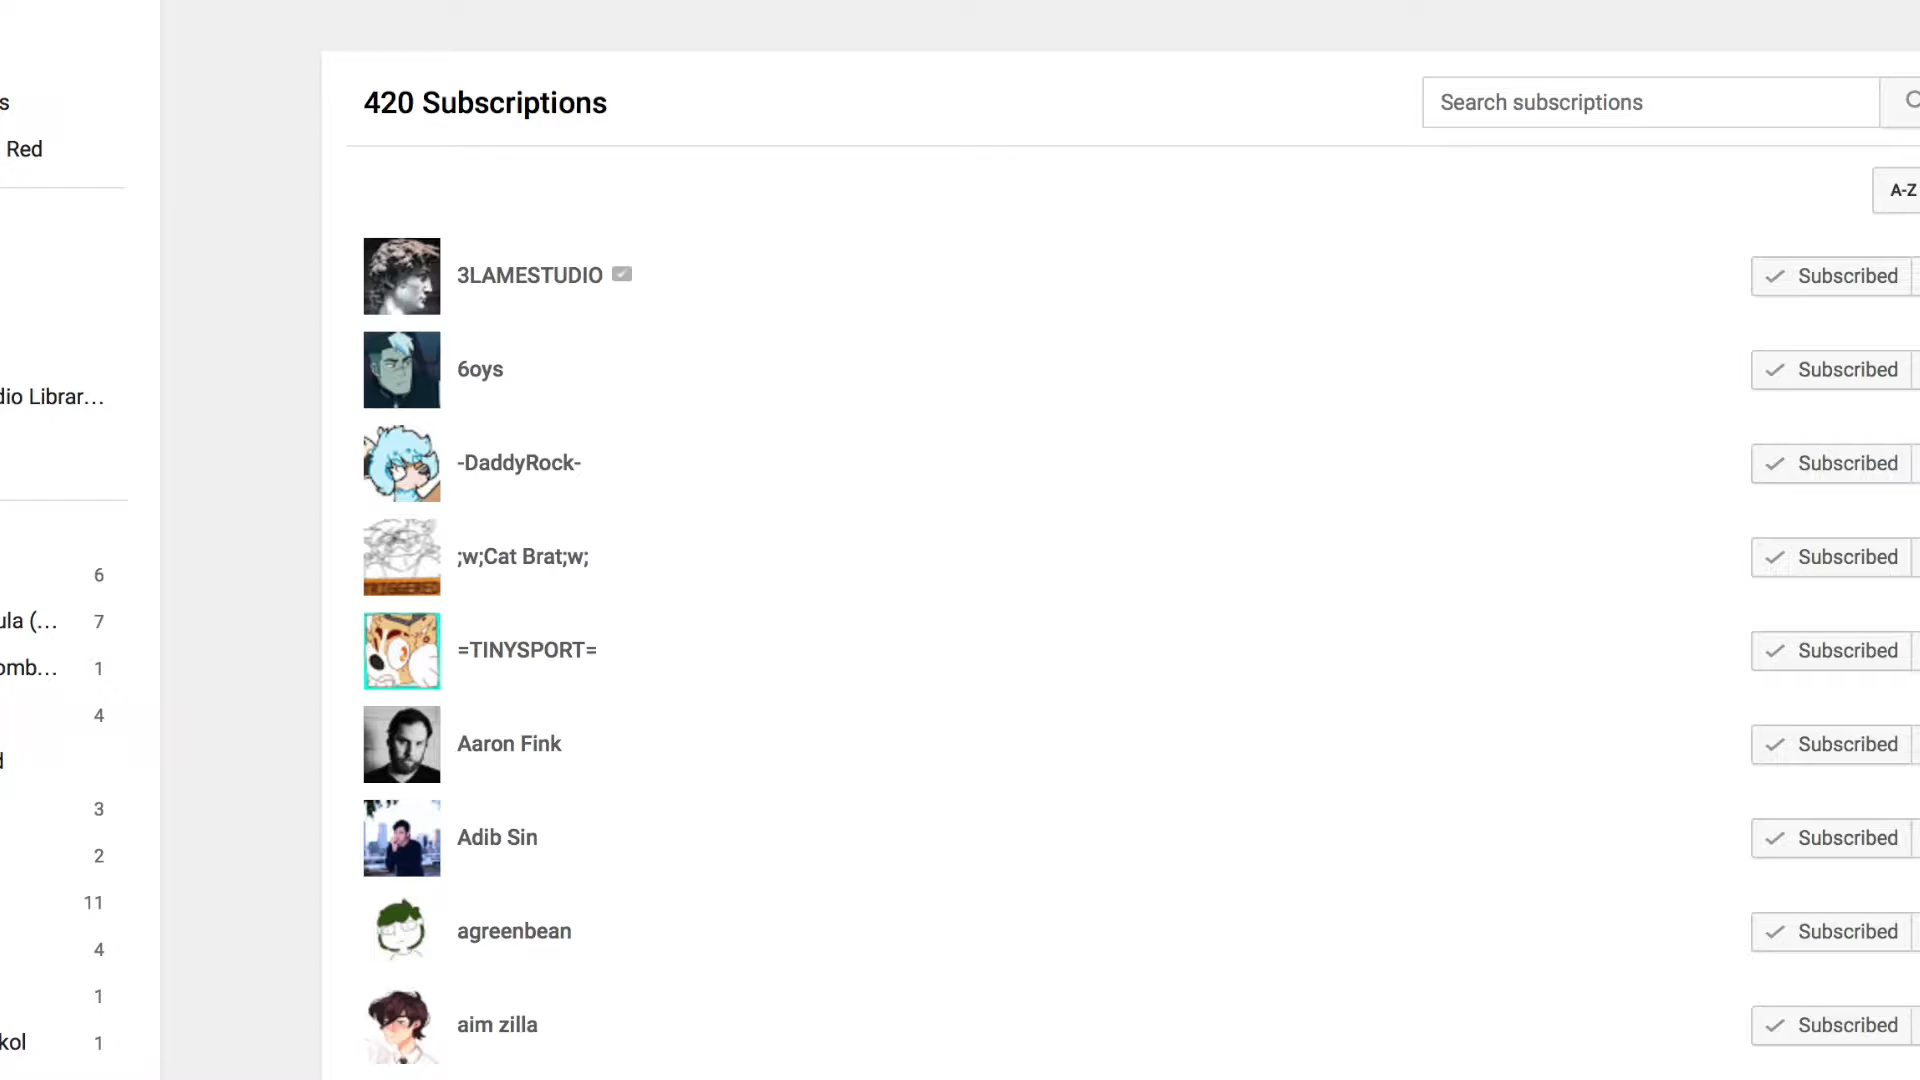 s
Red
dio Librar...
6
ula (... 7
omb... 1
4
d
3
2
11
4
1
kol 1
420 Subscriptions
Search subscriptions
A-Z
3LAMESTUDIO Subscribed
6oys Subscribed
-DaddyRock- Subscribed
;w;Cat Brat;w; Subscribed
=TINYSPORT= Subscribed
Aaron Fink Subscribed
Adib Sin Subscribed
agreenbean Subscribed
aim zilla Subscribed